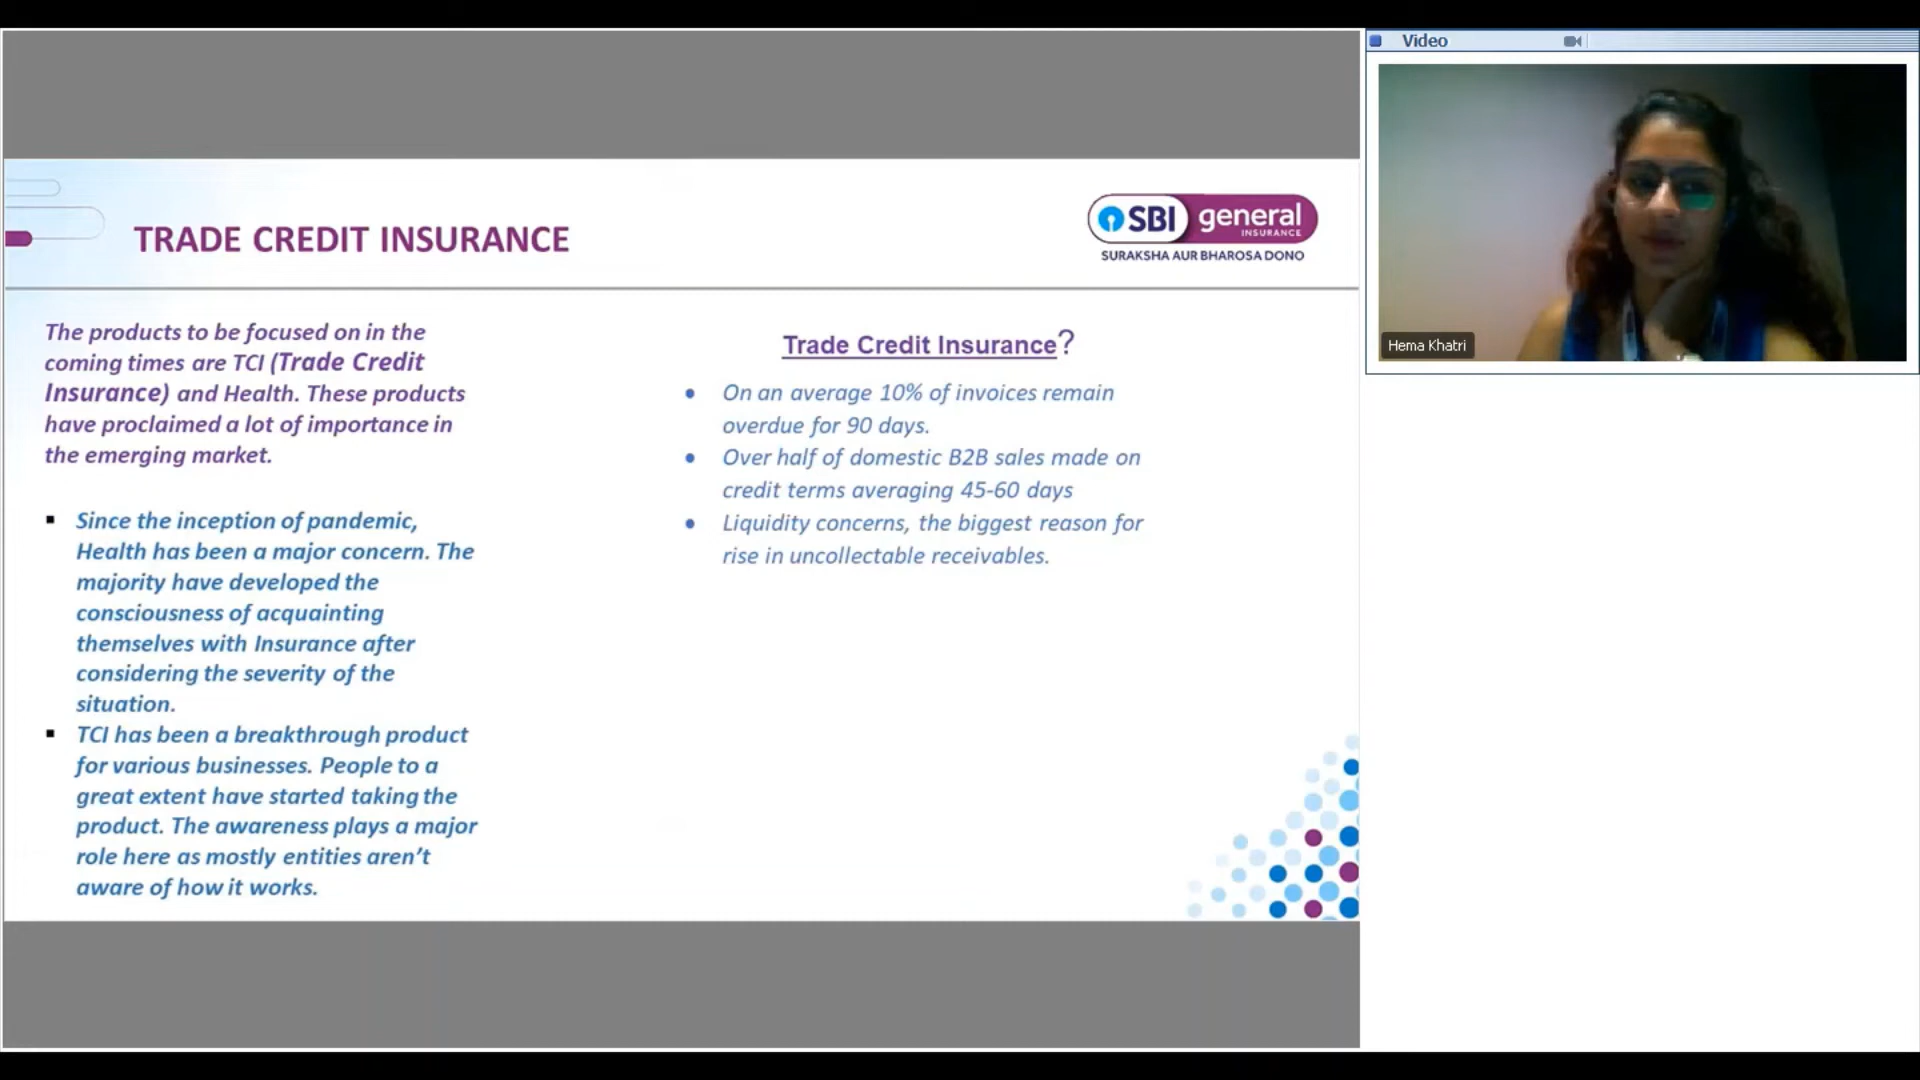 TRADE CREDIT INSURANCE
SBI general
INSURANCE
SURAKSHA AUR BHAROSA DONO
The products to be focused on in the
coming times are TCI (Trade Credit
Insurance) and Health. These products
have proclaimed a lot of importance in
the emerging market.
Since the inception of pandemic,
Health has been a major concern. The
majority have developed the
consciousness of acquainting
themselves with Insurance after
considering the severity of the
situation.
TCI has been a breakthrough product
for various businesses. People to a
great extent have started taking the
product. The awareness plays a major
role here as mostly entities aren't
aware of how it works.
Trade Credit Insurance?
On an average 10% of invoices remain
overdue for 90 days.
Over half of domestic B2B sales made on
credit terms averaging 45-60 days
Liquidity concerns, the biggest reason for
rise in uncollectable receivables.
Video
Hema Khatri